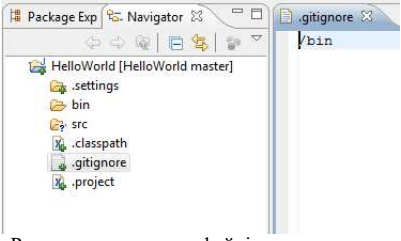 Package Exp Navigator
.gitignore
/bin
HelloWorld [HelloWorld master]
.settings
bin
src
.classpath
.gitignore
.project